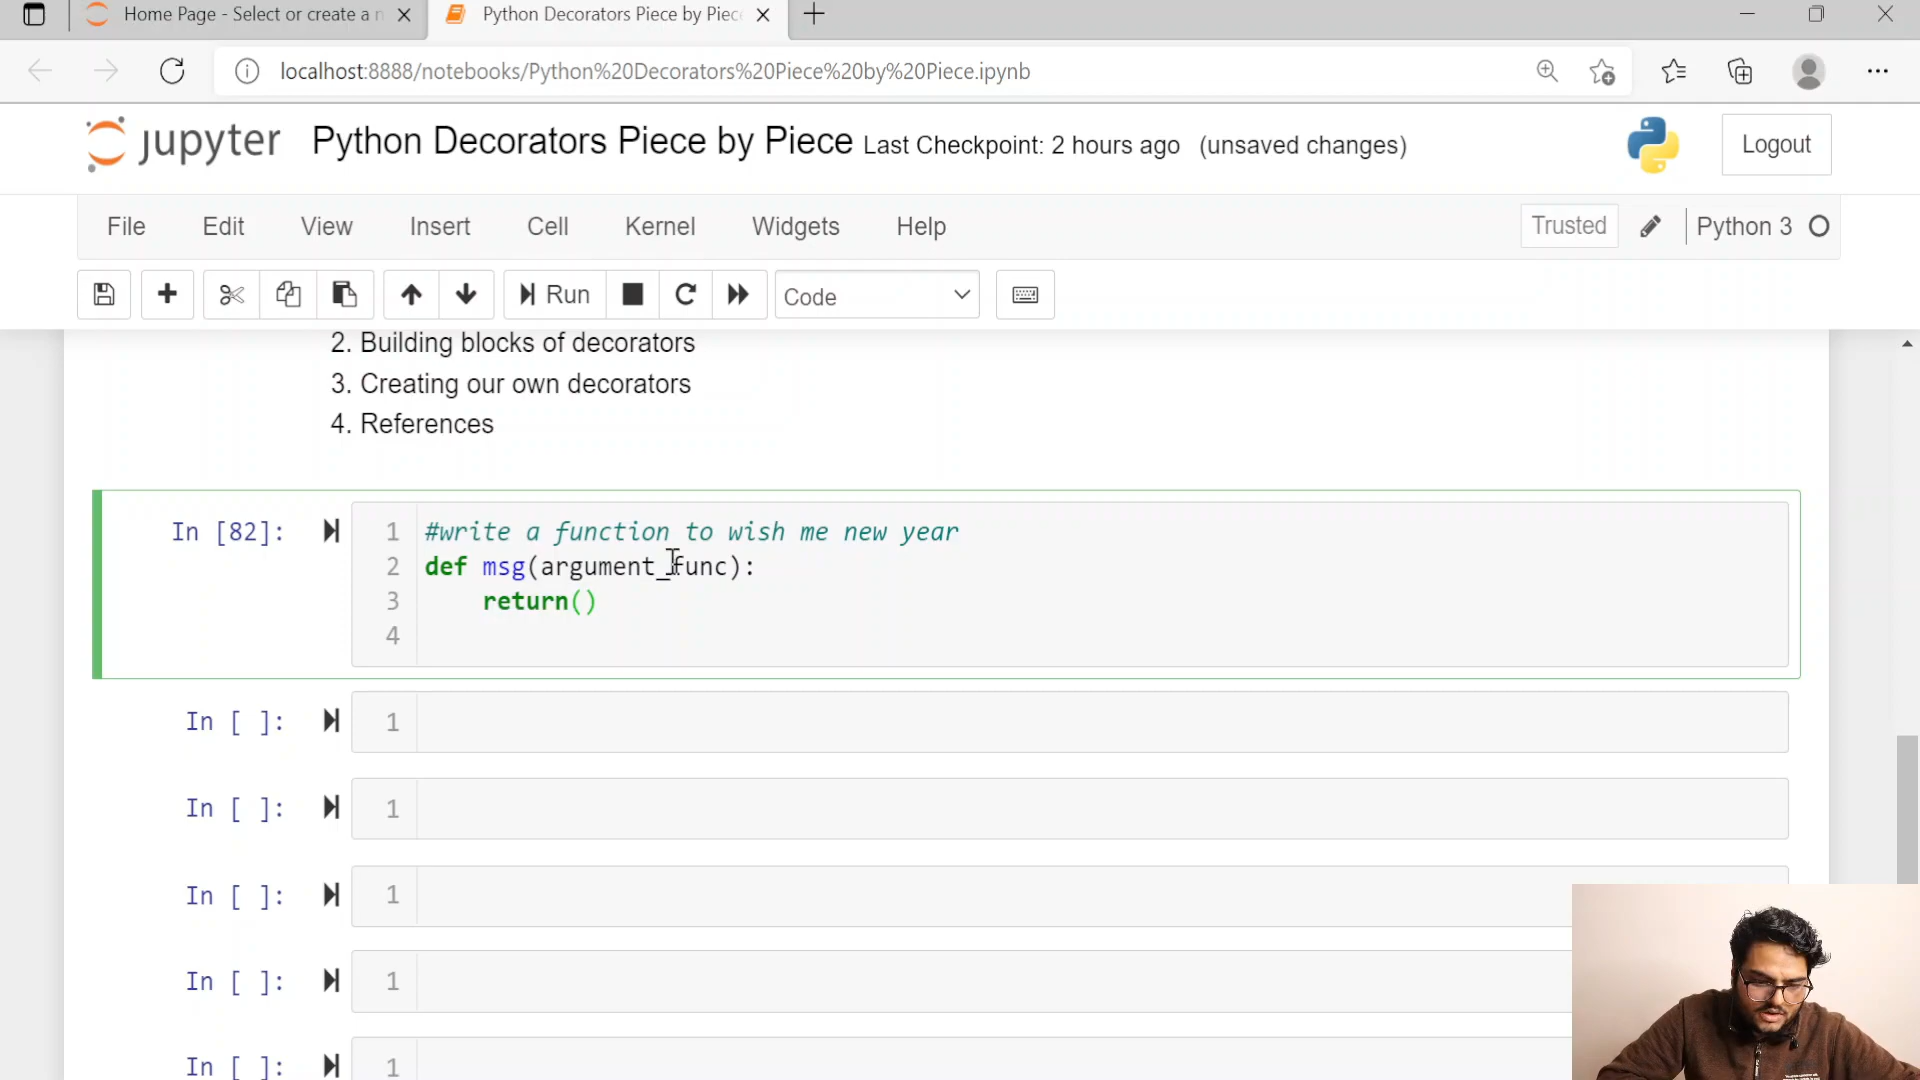 Home Page - Select or create a n
Python Decorators Piece by Piece
localhost:8888/notebooks/Python%20Decorators%20Piece%20by%20Piece.ipynb
jupyter Python Decorators Piece by Piece Last Checkpoint: 2 hours ago (unsaved changes)
Logout
File Edit View Insert Cell Kernel Widgets Help
Trusted Python 3
Run Code
2. Building blocks of decorators
3. Creating our own decorators
4. References
In [82]: 1 #write a function to wish me new year
2 def msg(argument_func):
3 return()
4
In [ ]: 1
In [ ]: 1
In [ ]: 1
In [ ]: 1
In [ ]: 1